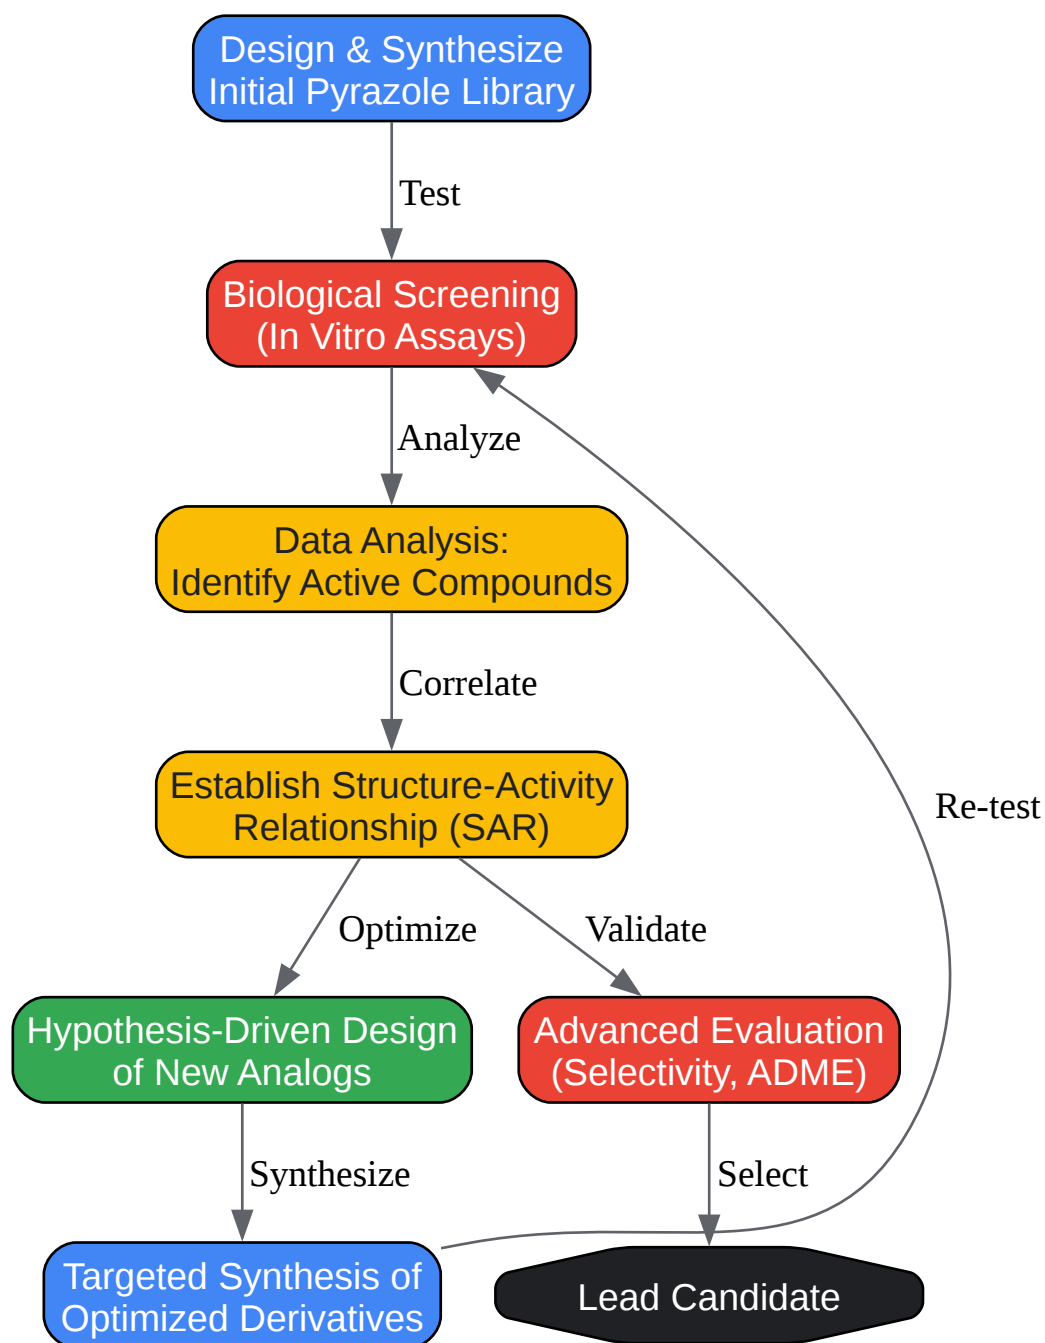 Design & Synthesize
Initial Pyrazole Library
Test
Biological Screening
(In Vitro Assays)
Analyze
Data Analysis:
Identify Active Compounds
Correlate
Establish Structure-Activity
Relationship (SAR)
Re-test
Optimize
Validate
Hypothesis-Driven Design
of New Analogs
Advanced Evaluation
(Selectivity, ADME)
Synthesize
Select
Targeted Synthesis of
Optimized Derivatives
Lead Candidate